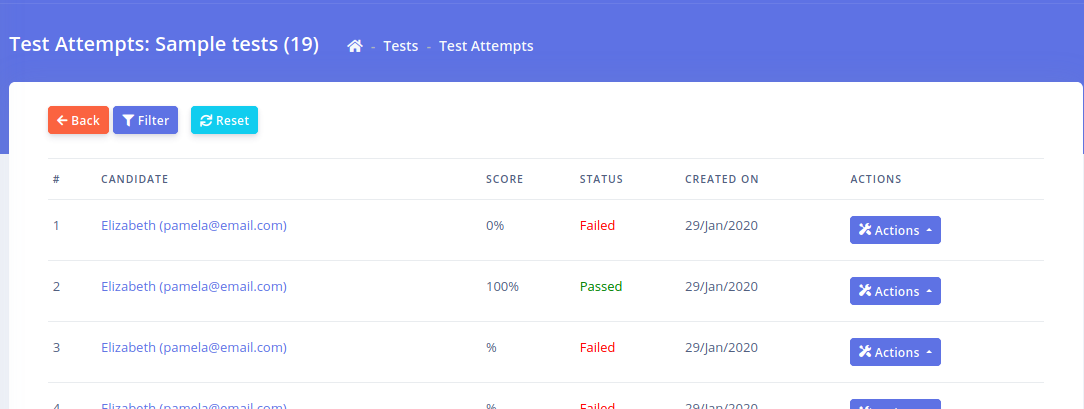 Test Attempts: Sample tests (19) - Tests - Test Attempts
Back Filter Reset
# CANDIDATE SCORE STATUS CREATED ON ACTIONS
1 Elizabeth (pamela@email.com) 0% Failed 29/Jan/2020 Actions
2 Elizabeth (pamela@email.com) 100% Passed 29/Jan/2020 Actions
3 Elizabeth (pamela@email.com) % Failed 29/Jan/2020 Actions
4 Elizabeth (pamela@email.com) % Failed 29/Jan/2020